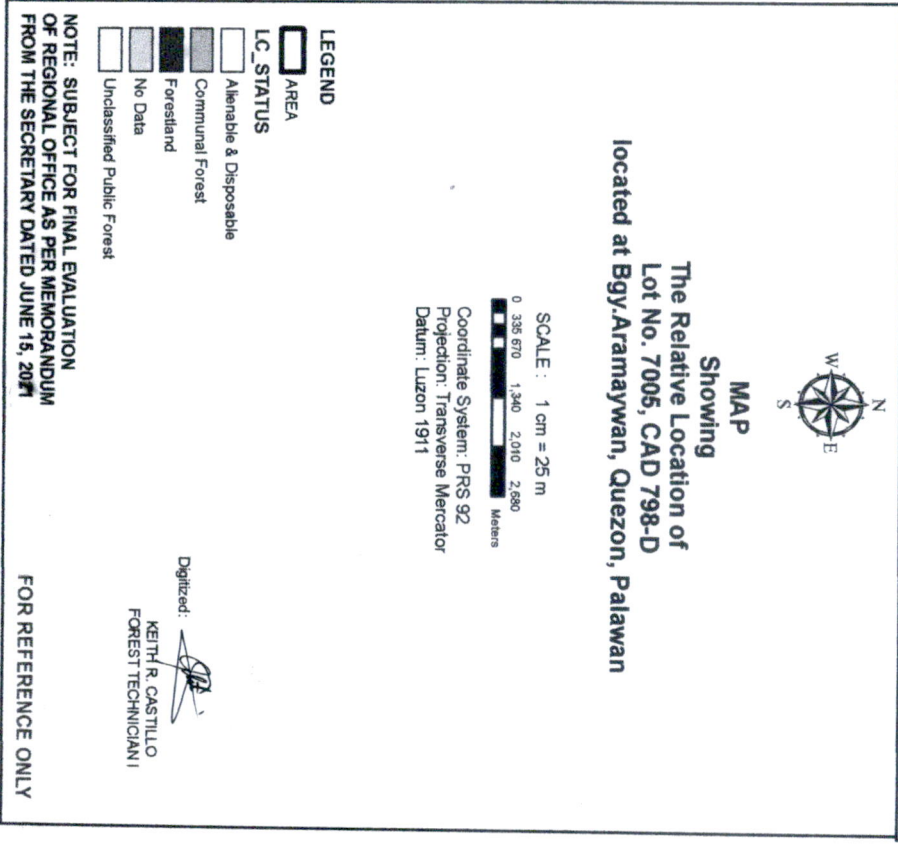 N
W
E
S
MAP
Showing
The Relative Location of
Lot No. 7005, CAD 798-D
located at Bgy.Aramaywan, Quezon, Palawan
SCALE : 1 cm = 25 m
0 335 670 1,340 2,010 2,680
Meters
Coordinate System: PRS 92
Projection: Transverse Mercator
Datum: Luzon 1911
LEGEND
AREA
LC_STATUS
Alienable & Disposable
Communal Forest
Forestland
No Data
Unclassified Public Forest
Digitized:
KEITH R. CASTILLO
FOREST TECHNICIAN I
NOTE: SUBJECT FOR FINAL EVALUATION
OF REGIONAL OFFICE AS PER MEMORANDUM
FROM THE SECRETARY DATED JUNE 15, 2021
FOR REFERENCE ONLY